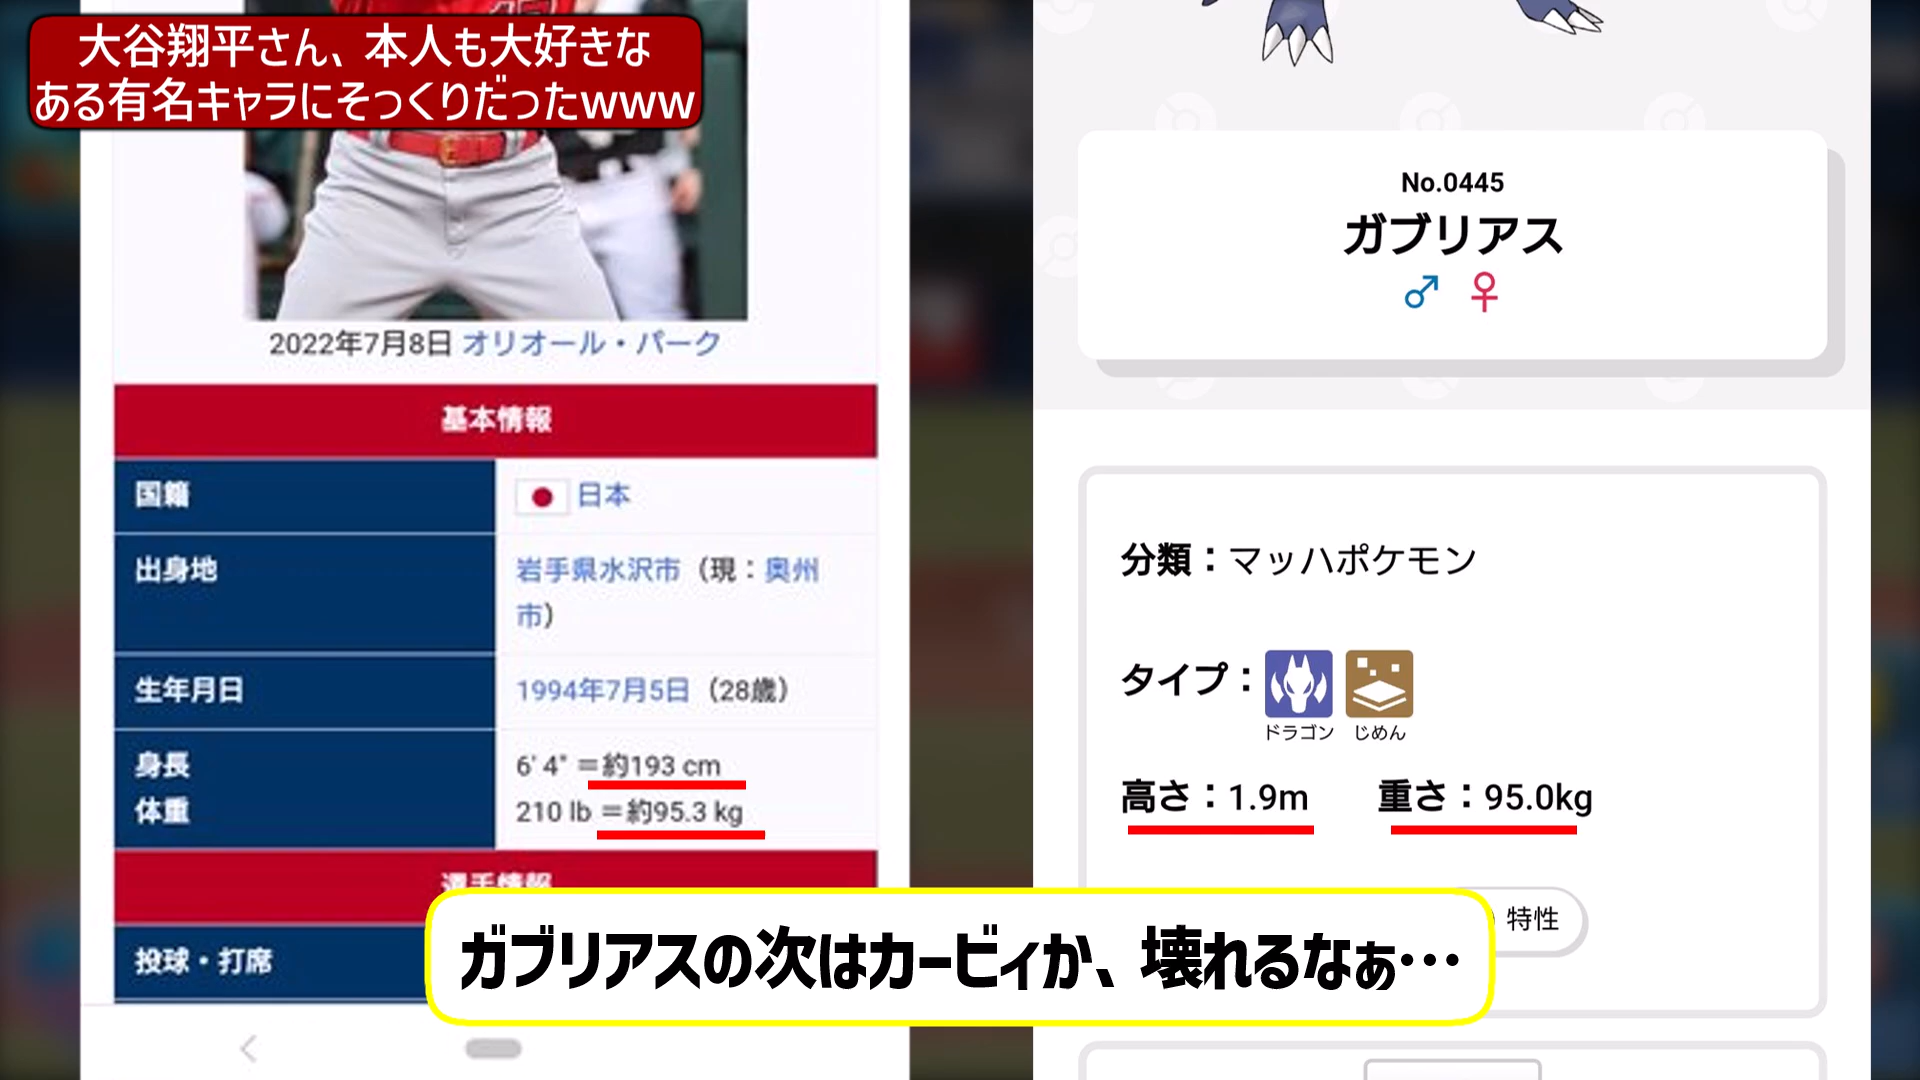 大谷翔平さん、本人も大好きな
ある有名キャラにそっくりだったwww
2022年7月8日 オリオール・パーク
基本情報
国籍
日本
出身地
岩手県水沢市（現：奥州
市）
生年月日
1994年7月5日（28歳）
身長
6' 4" ＝約193 cm
体重
210 lb ＝約95.3 kg
選手情報
投球・打席
No.0445
ガブリアス
♂ ♀
分類：マッハポケモン
タイプ：
ドラゴン じめん
高さ：1.9m 重さ：95.0kg
特性
ガブリアスの次はカービィか、壊れるなぁ…